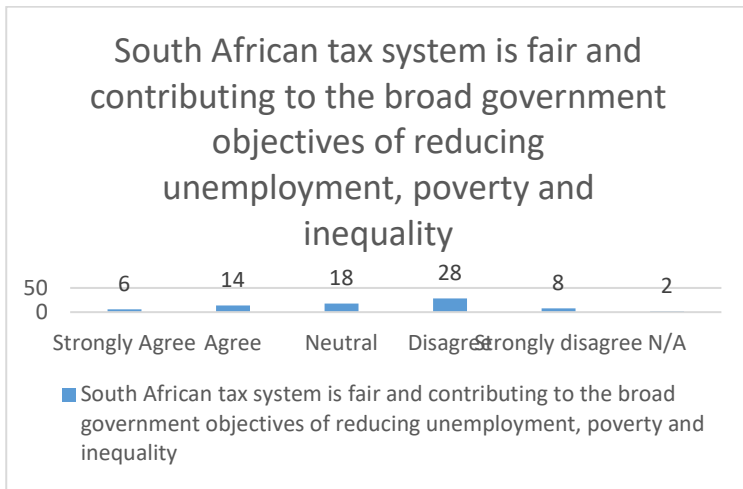 South African tax system is fair and
contributing to the broad government
objectives of reducing
unemployment, poverty and
inequality
6 14 18 28 8 2
50
0
Strongly Agree Agree Neutral Disagree Strongly disagree N/A
South African tax system is fair and contributing to the broad
government objectives of reducing unemployment, poverty and
inequality